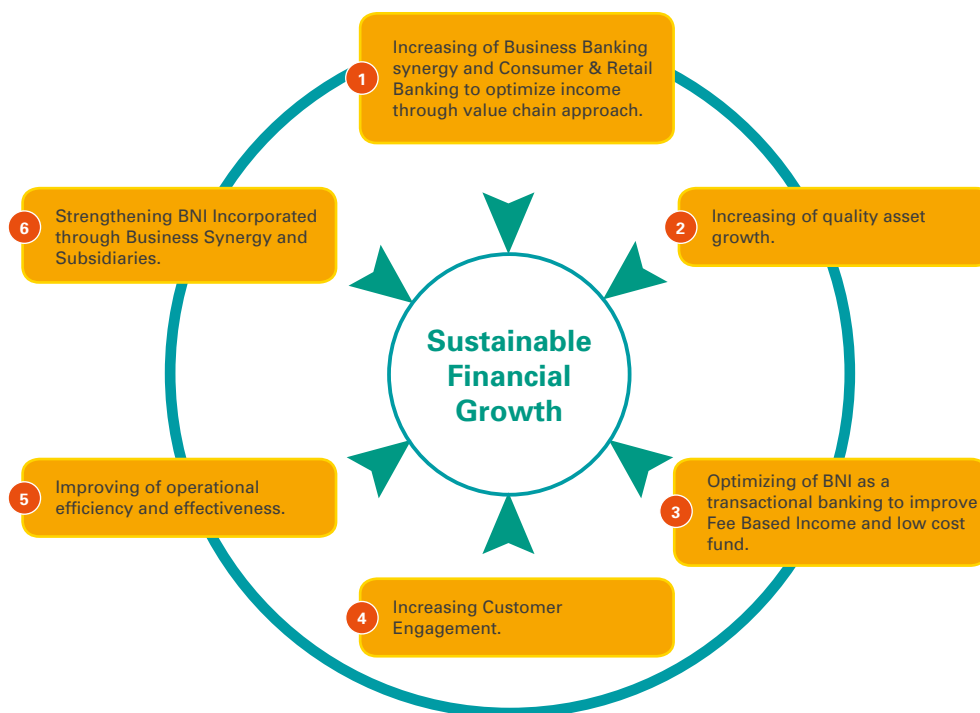 1
Increasing of Business Banking
synergy and Consumer & Retail
Banking to optimize income
through value chain approach.
2
Increasing of quality asset
growth.
3
Optimizing of BNI as a
transactional banking to improve
Fee Based Income and low cost
fund.
4
Increasing Customer
Engagement.
5
Improving of operational
efficiency and effectiveness.
6
Strengthening BNI Incorporated
through Business Synergy and
Subsidiaries.
Sustainable
Financial
Growth